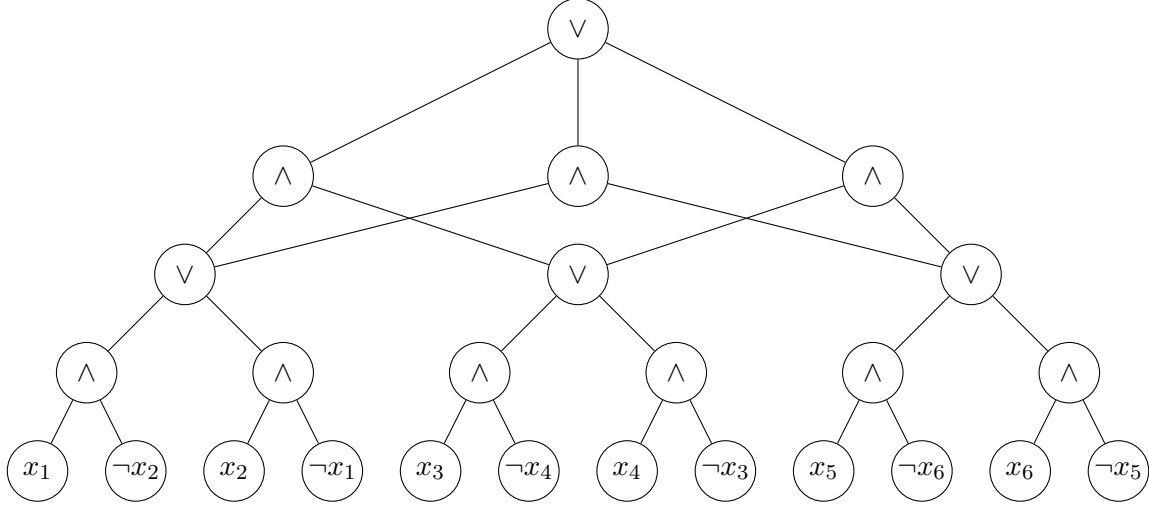 ∨
∧ ∧ ∧
∨ ∨ ∨
∧ ∧ ∧ ∧ ∧ ∧
x₁ ¬x₂ x₂ ¬x₁ x₃ ¬x₄ x₄ ¬x₃ x₅ ¬x₆ x₆ ¬x₅